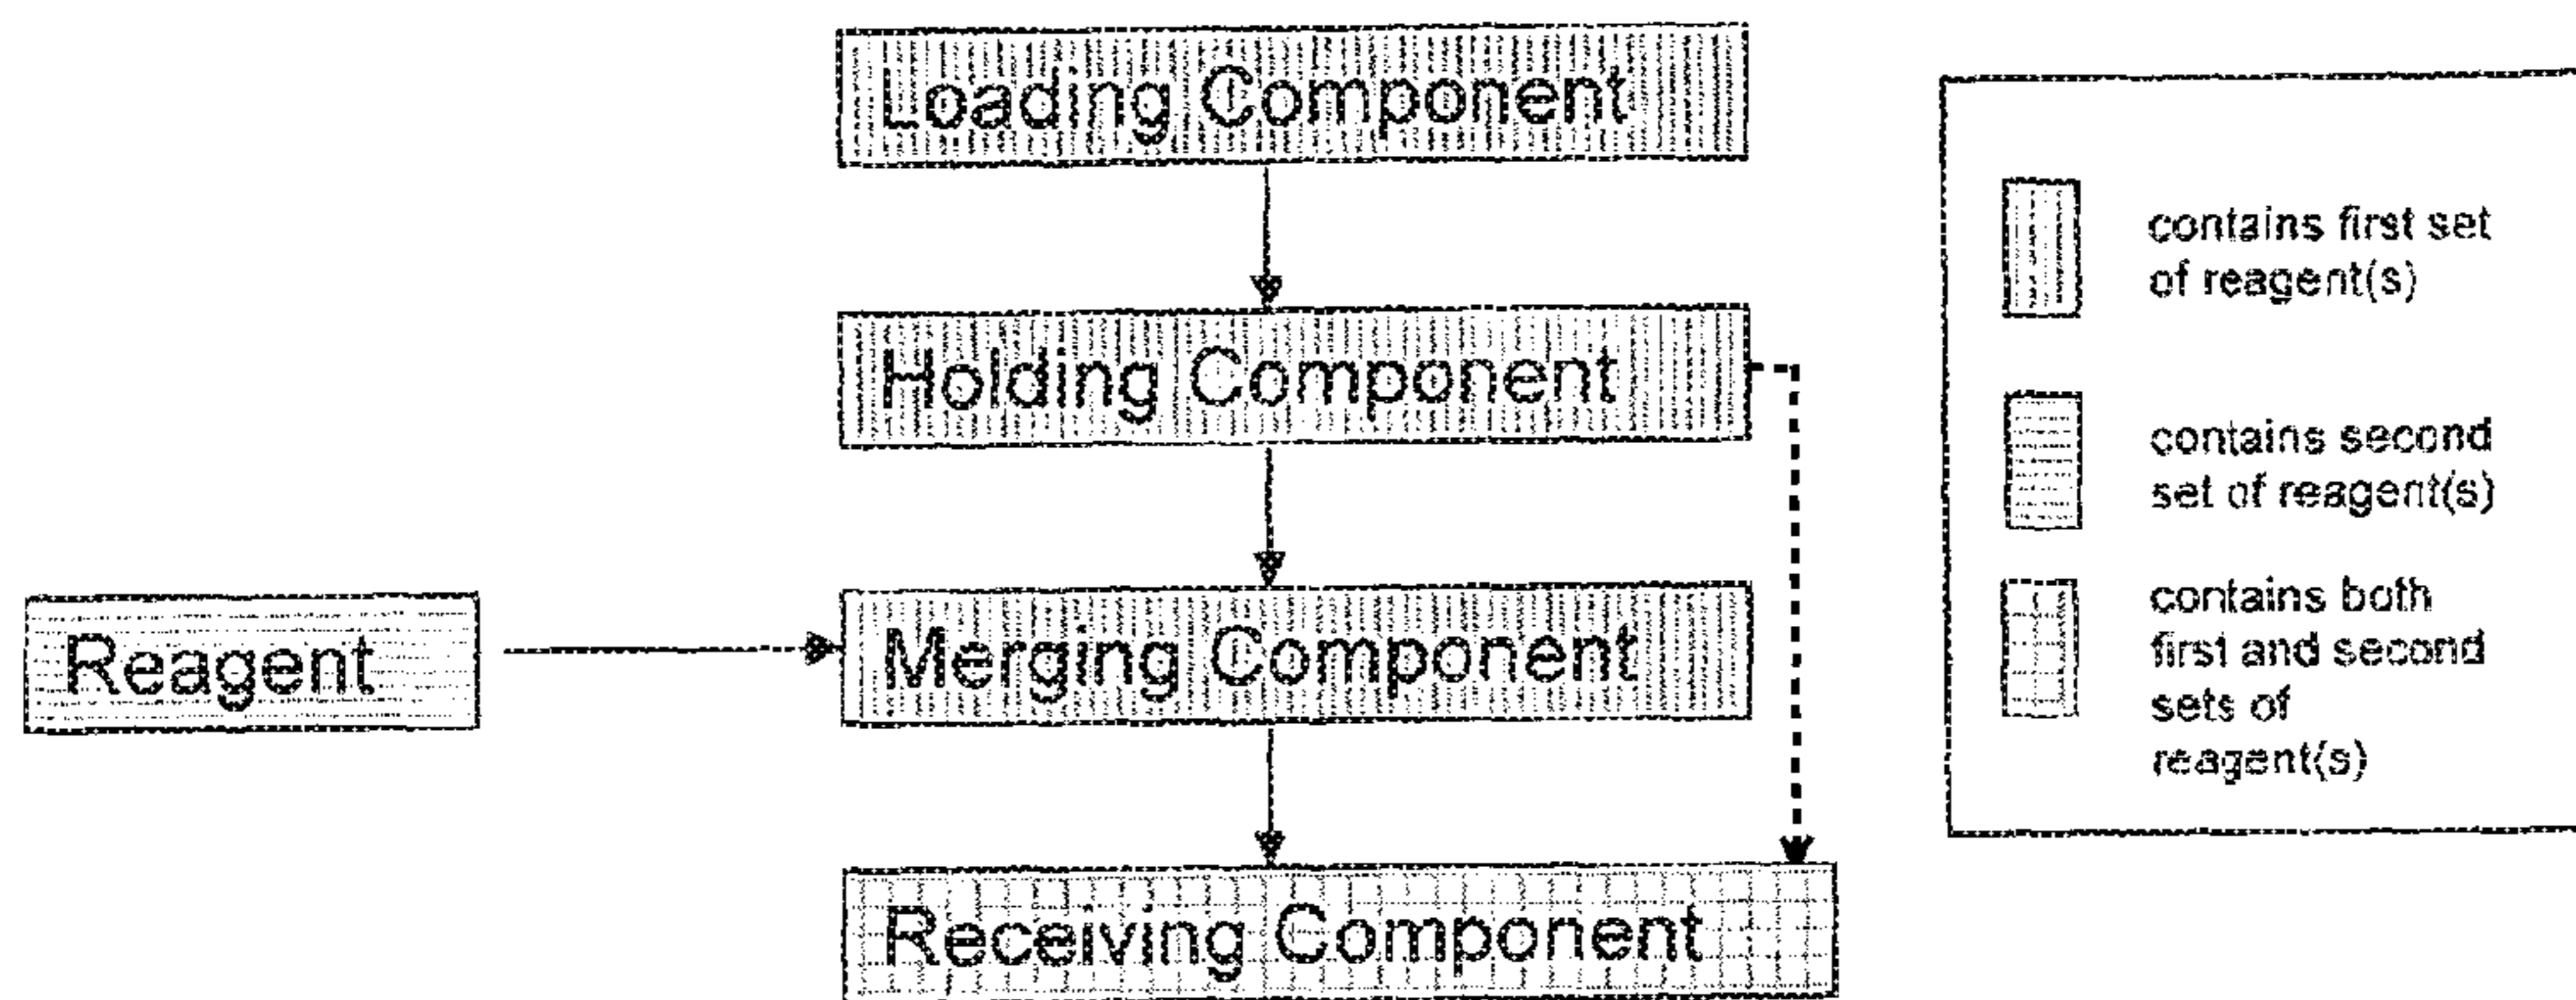 Loading Component
Holding Component
Reagent
Merging Component
Receiving Component
contains first set
of reagent(s)
contains second
set of reagent(s)
contains both
first and second
sets of
reagent(s)